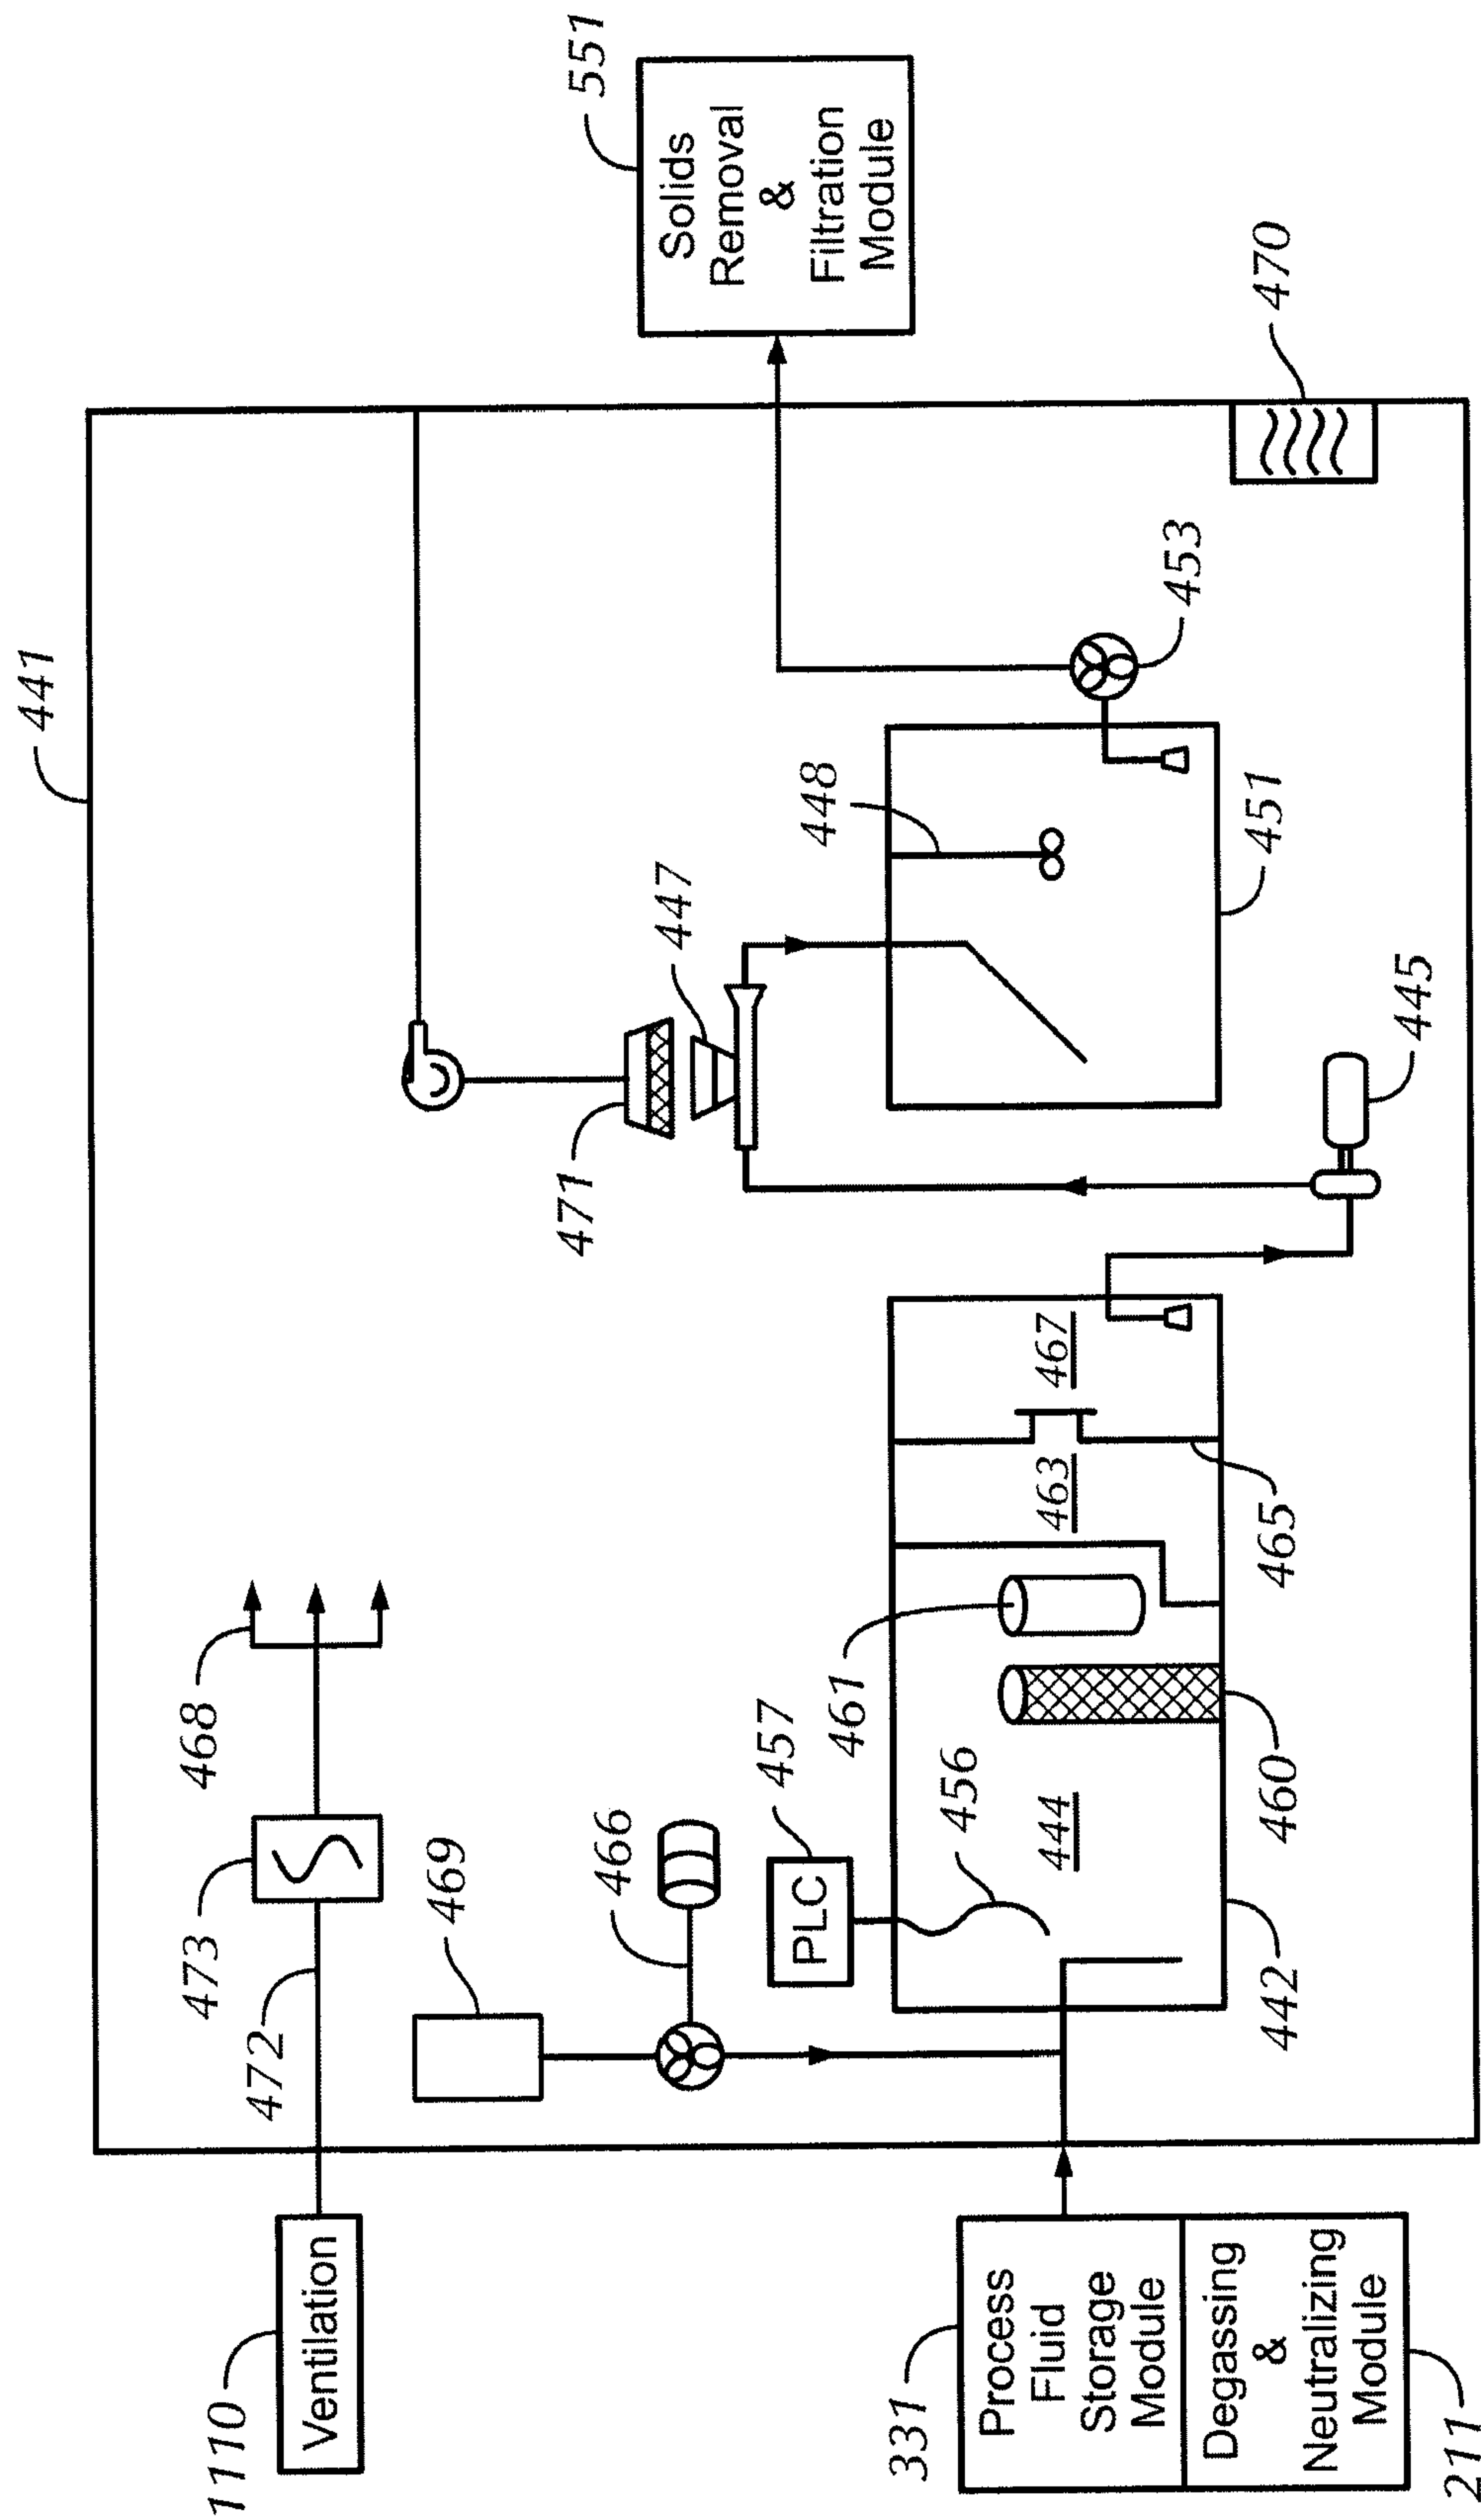 441
1110
Ventilation
472
473
468
469
466
PLC
457
456
444
461
460
442
463
467
465
471
447
448
451
453
445
470
551
Solids
Removal
&
Filtration
Module
331
Process
Fluid
Storage
Module
Degassing
&
Neutralizing
Module
211